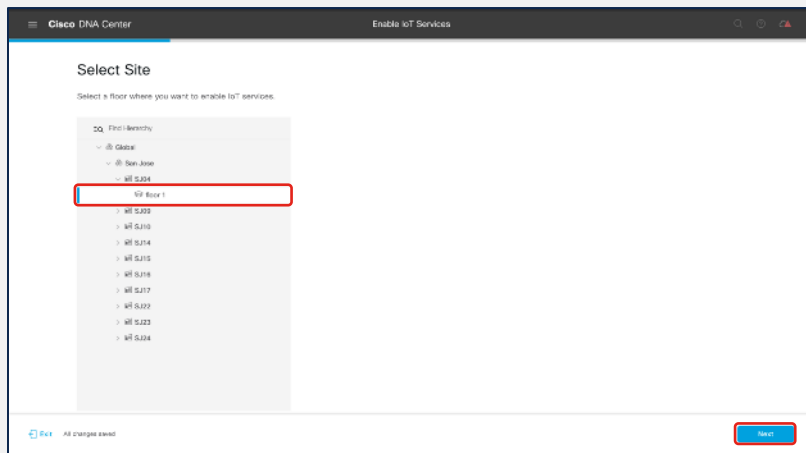 Cisco DNA Center
Enable IoT Services
Select Site
Select a floor where you want to enable IoT services.
Find Hierarchy
Global
San Jose
SJ04
floor 1
SJ09
SJ10
SJ14
SJ15
SJ16
SJ17
SJ22
SJ23
SJ24
Exit
All changes saved
Next